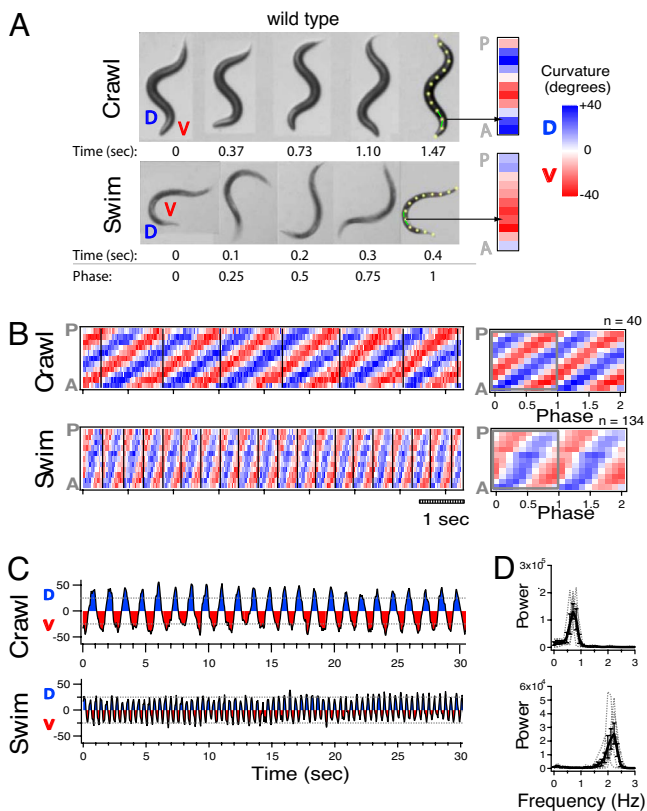 A
wild type
Crawl
D
V
P
A
Curvature
(degrees)
+40
D
0
V
-40
Time (sec): 0 0.37 0.73 1.10 1.47
Swim
V
D
P
A
Time (sec): 0 0.1 0.2 0.3 0.4
Phase: 0 0.25 0.5 0.75 1
B
Crawl
P
A
n = 40
P
A
0 0.5 1 1.5 2
Phase
Swim
P
A
1 sec
n = 134
P
A
0 0.5 1 1.5 2
Phase
C
Crawl
D
V
50
0
-50
0 5 10 15 20 25 30
Swim
D
V
50
0
-50
0 5 10 15 20 25 30
Time (sec)
D
Power
3x10⁵
2
1
0
0 1 2 3
Power
6x10⁴
5
4
3
2
1
0
0 1 2 3
Frequency (Hz)